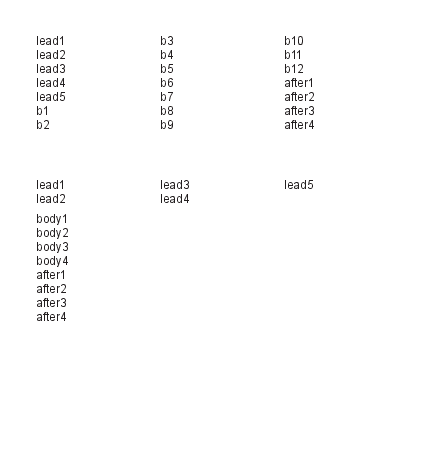 lead1
lead2
lead3
lead4
lead5
b1
b2
b3
b4
b5
b6
b7
b8
b9
b10
b11
b12
after1
after2
after3
after4
lead1
lead2
lead3
lead4
lead5
body1
body2
body3
body4
after1
after2
after3
after4